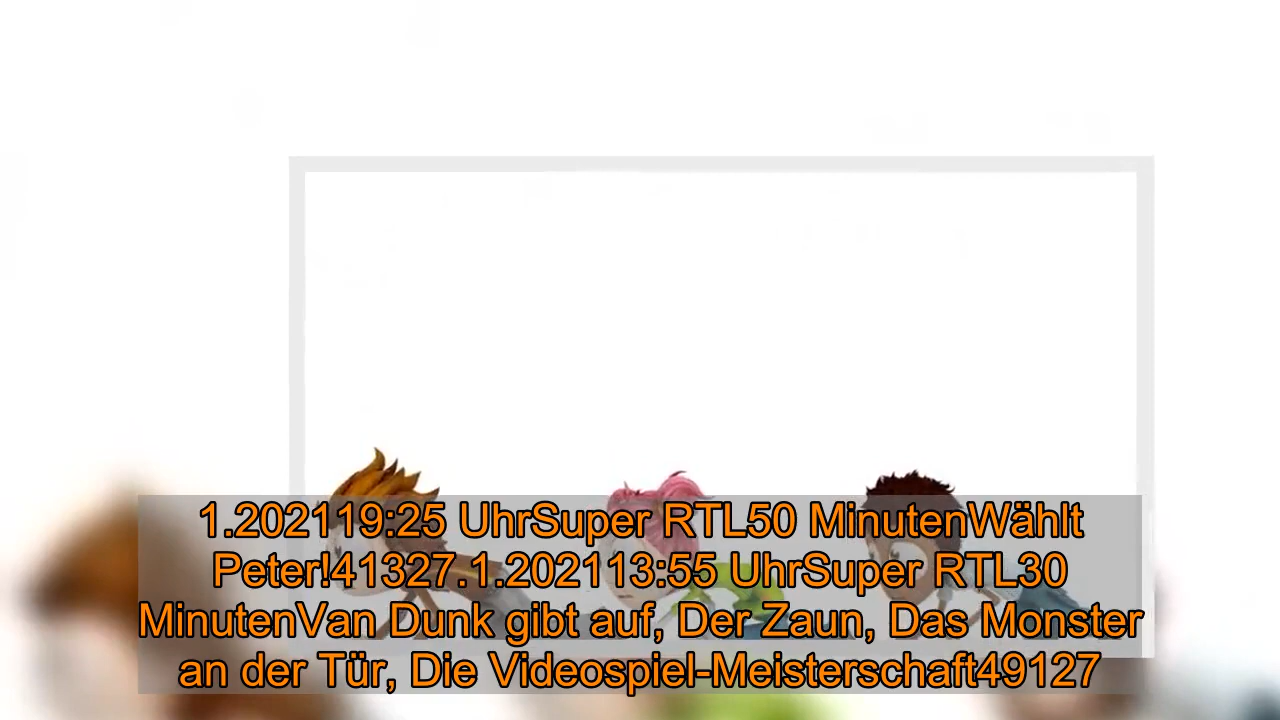 1.202119:25 UhrSuper RTL50 MinutenWählt
Peter!41327.1.202113:55 UhrSuper RTL30
MinutenVan Dunk gibt auf, Der Zaun, Das Monster
an der Tür, Die Videospiel-Meisterschaft49127